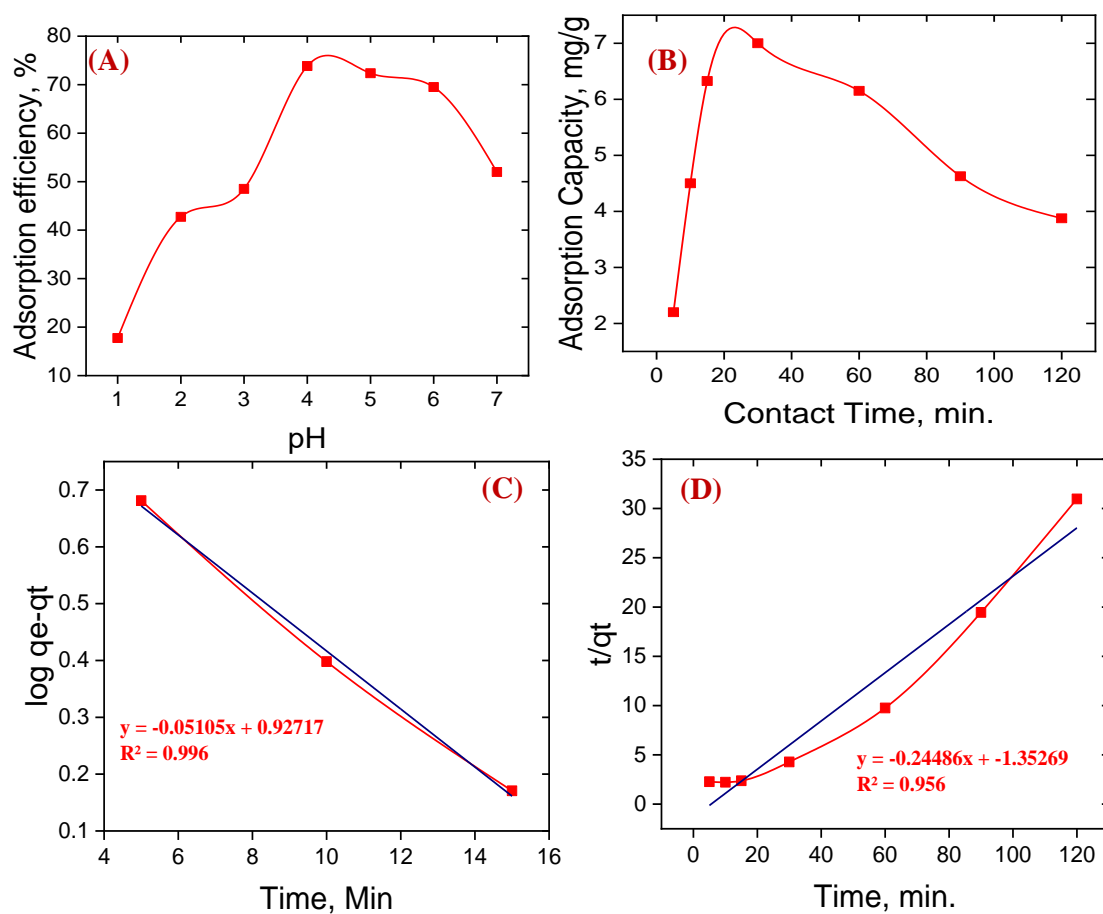 (A)
Adsorption efficiency, %
80
70
60
50
40
30
20
10
1 2 3 4 5 6 7
pH
(B)
Adsorption Capacity, mg/g
7
6
5
4
3
2
0 20 40 60 80 100 120
Contact Time, min.
(C)
log qe-qt
0.7
0.6
0.5
0.4
0.3
0.2
0.1
y = -0.05105x + 0.92717
R² = 0.996
4 6 8 10 12 14 16
Time, Min
(D)
t/qt
35
30
25
20
15
10
5
0
y = -0.24486x + -1.35269
R² = 0.956
0 20 40 60 80 100 120
Time, min.